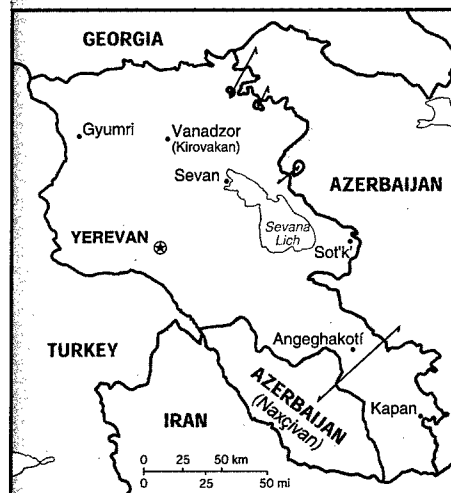 GEORGIA
Gyumri
Vanadzor
(Kirovakan)
Sevan
AZERBAIJAN
YEREVAN
Sevana
Lich
Sot'k'
TURKEY
Angeghakotí
AZERBAIJAN
(Naxçivan)
Kapan
IRAN
0 25 50 km
0 25 50 mi